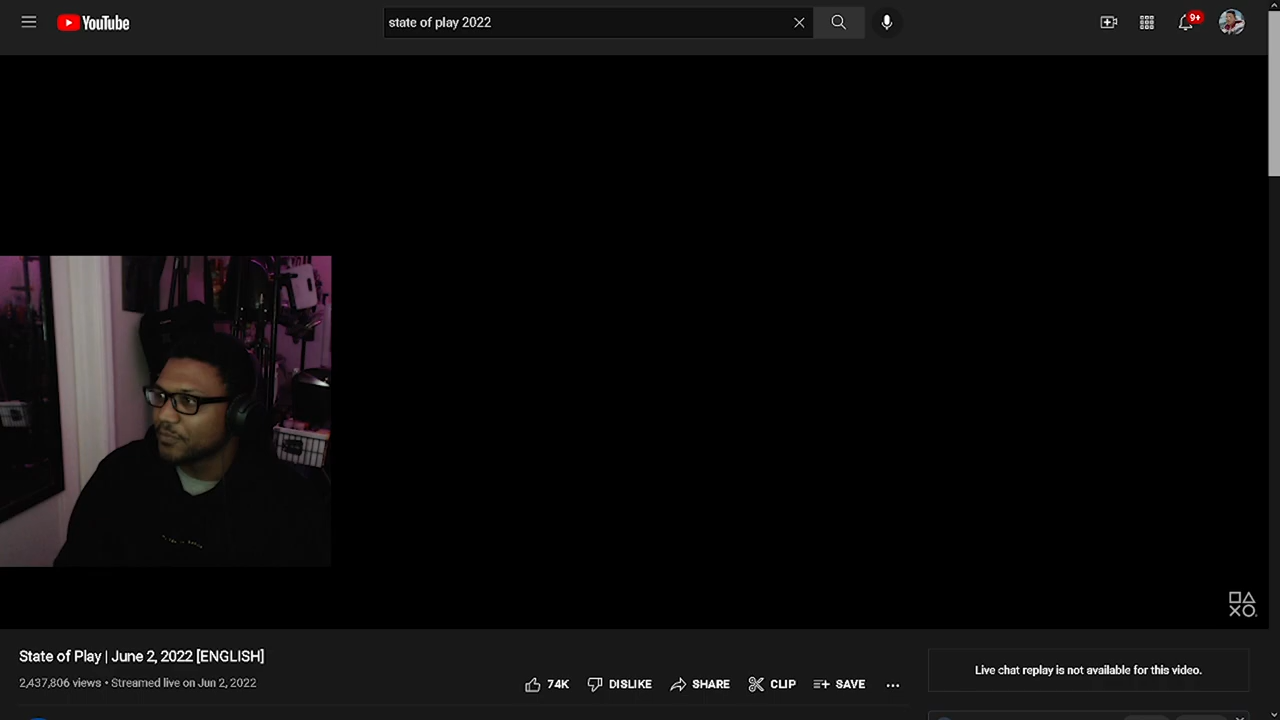 YouTube
state of play 2022
9+
State of Play | June 2, 2022 [ENGLISH]
2,437,806 views • Streamed live on Jun 2, 2022
74K
DISLIKE
SHARE
CLIP
SAVE
Live chat replay is not available for this video.